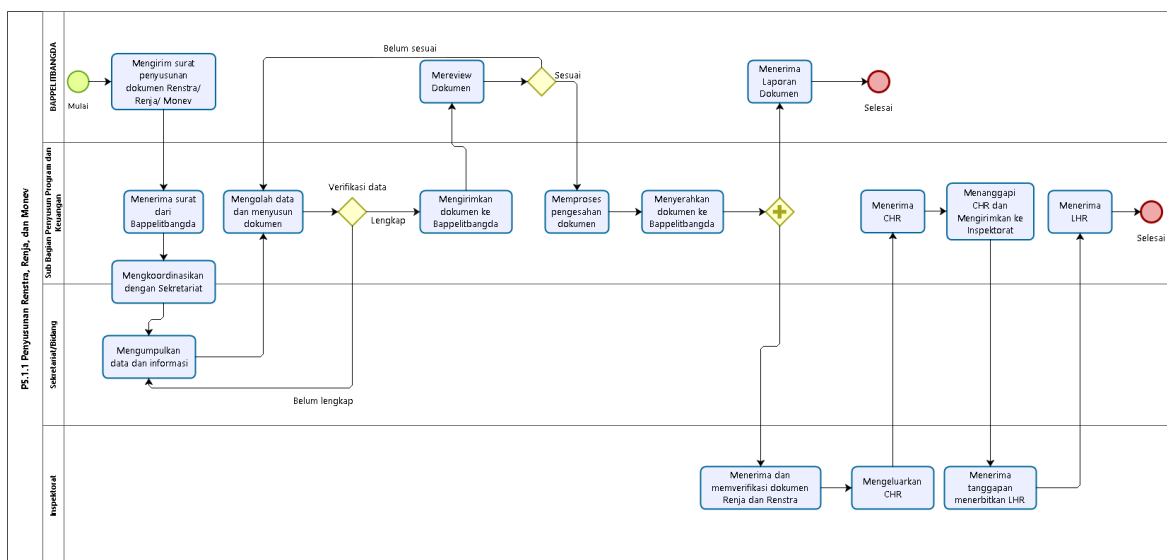 P5.1.1 Penyusunan Renstra, Renja, dan Monev
BAPPELITBANGDA
Mulai
Mengirim surat
penyusunan
dokumen Renstra/
Renja/ Monev
Belum sesuai
Mereview
Dokumen
Sesuai
Menerima
Laporan
Dokumen
Selesai
Sub Bagian Penyusun Program dan
Keuangan
Menerima surat
dari
Bappelitbangda
Mengkoordinasikan
dengan Sekretariat
Mengolah data
dan menyusun
dokumen
Verifikasi data
Lengkap
Mengirimkan
dokumen ke
Bappelitbangda
Memproses
pengesahan
dokumen
Menyerahkan
dokumen ke
Bappelitbangda
Menerima
CHR
Menanggapi
CHR dan
Mengirimkan ke
Inspektorat
Menerima
LHR
Selesai
Sekretariat/Bidang
Mengumpulkan
data dan informasi
Belum lengkap
Inspektorat
Menerima dan
memverifikasi dokumen
Renja dan Renstra
Mengeluarkan
CHR
Menerima
tanggapan
menerbitkan LHR